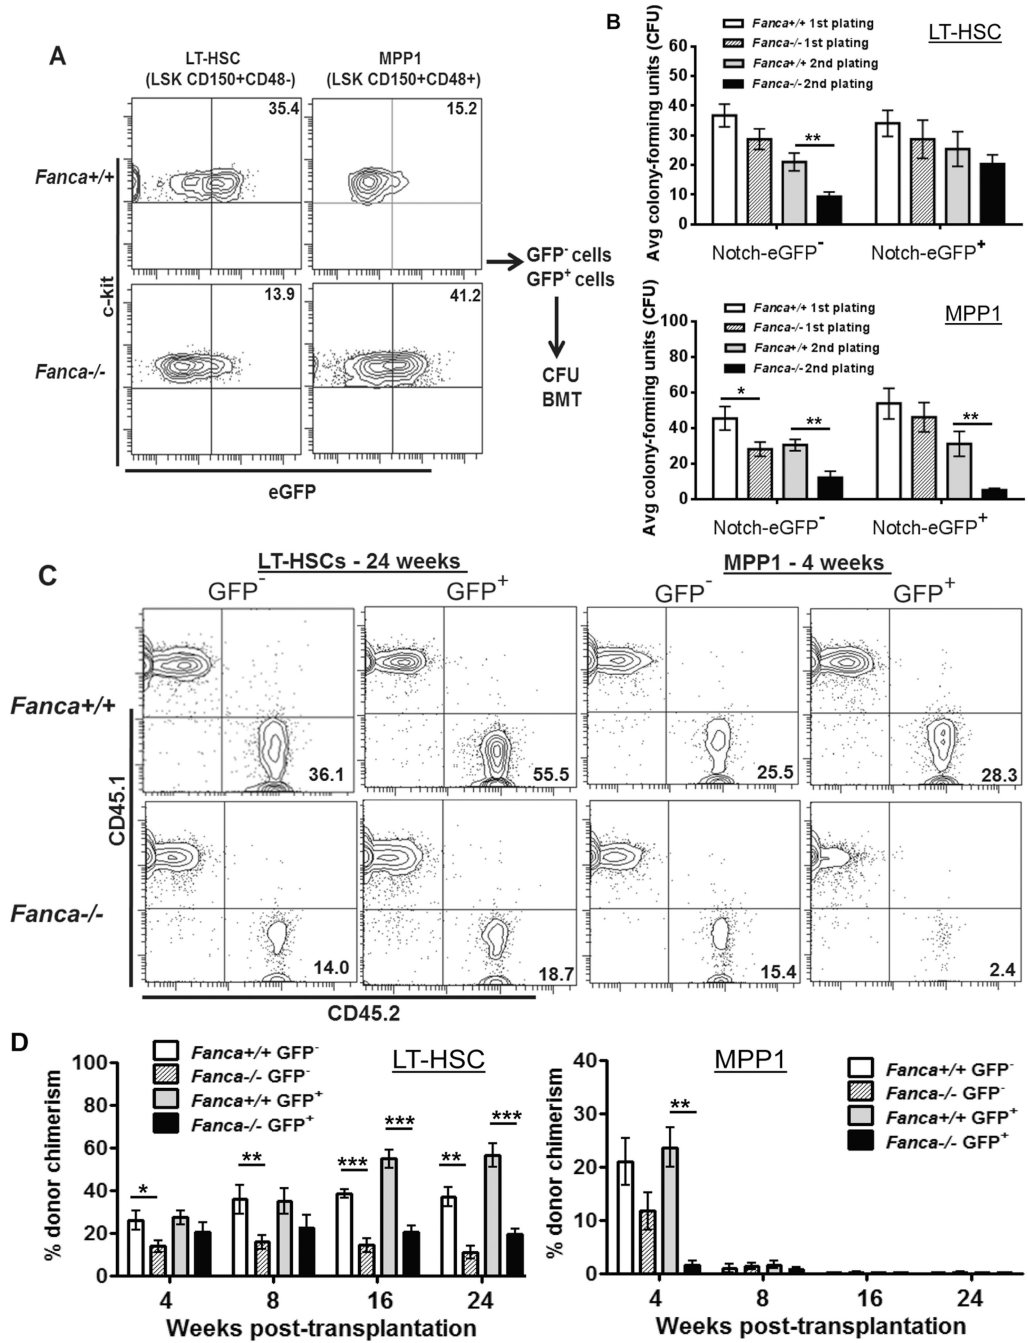 A
LT-HSC
(LSK CD150+CD48-)
MPP1
(LSK CD150+CD48+)
35.4
15.2
Fanca+/+
13.9
41.2
Fanca-/-
c-kit
eGFP
GFP- cells
GFP+ cells
CFU
BMT
B
LT-HSC
Fanca+/+ 1st plating
Fanca-/- 1st plating
Fanca+/+ 2nd plating
Fanca-/- 2nd plating
Avg colony-forming units (CFU)
60
50
40
30
20
10
0
**
Notch-eGFP-
Notch-eGFP+
MPP1
Fanca+/+ 1st plating
Fanca-/- 1st plating
Fanca+/+ 2nd plating
Fanca-/- 2nd plating
Avg colony-forming units (CFU)
100
80
60
40
20
0
*
**
**
Notch-eGFP-
Notch-eGFP+
C
LT-HSCs - 24 weeks
MPP1 - 4 weeks
GFP-
GFP+
GFP-
GFP+
Fanca+/+
36.1
55.5
25.5
28.3
Fanca-/-
14.0
18.7
15.4
2.4
CD45.1
CD45.2
D
LT-HSC
Fanca+/+ GFP-
Fanca-/- GFP-
Fanca+/+ GFP+
Fanca-/- GFP+
% donor chimerism
100
80
60
40
20
0
*
**
***
***
**
***
4
8
16
24
Weeks post-transplantation
MPP1
Fanca+/+ GFP-
Fanca-/- GFP-
Fanca+/+ GFP+
Fanca-/- GFP+
% donor chimerism
40
30
20
10
0
**
4
8
16
24
Weeks post-transplantation